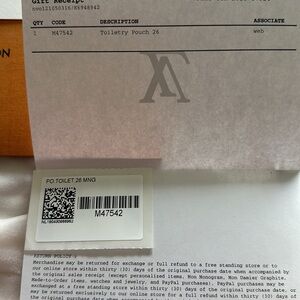 Gift Receipt
QTY CODE DESCRIPTION ASSOCIATE
1 M47542 Toiletry Pouch 26 web
ON
PO.TOILET 26 MNG
M47542
RETURN POLICY
Merchandise may be returned for exchange or full refund to a free standing store or to
our online store within thirty (30) days of the original purchase date when accompanied by
the original sales receipt (except personalized items, Mon Monogram, Mon Damier Graphite,
Made-to-Order items, watches and jewelry, and PayPal purchases). PayPal purchases may be
exchanged at a free standing store within thirty (30) days of the original purchase date, or
may be returned exclusively to our online store for a full refund within thirty (30) days of
the original purchase date